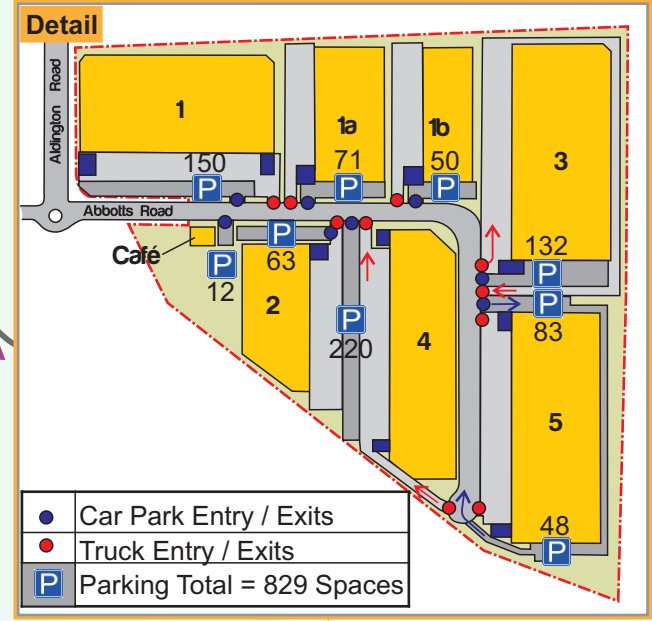 Detail
Aldington Road
1
1a
1b
3
150
P
71
P
50
P
Abbotts Road
Café
P
12
P
63
2
P
220
4
132
P
P
83
5
48
P
Car Park Entry / Exits
Truck Entry / Exits
P Parking Total = 829 Spaces